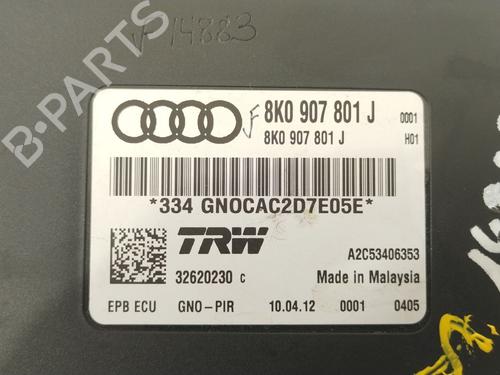 14883
F 8K0 907 801 J 0001
8K0 907 801 J H01
*334 GNOCAC2D7E05E*
TRW A2C53406353
32620230 C Made in Malaysia
EPB ECU GNO-PIR 10.04.12 0001 0405